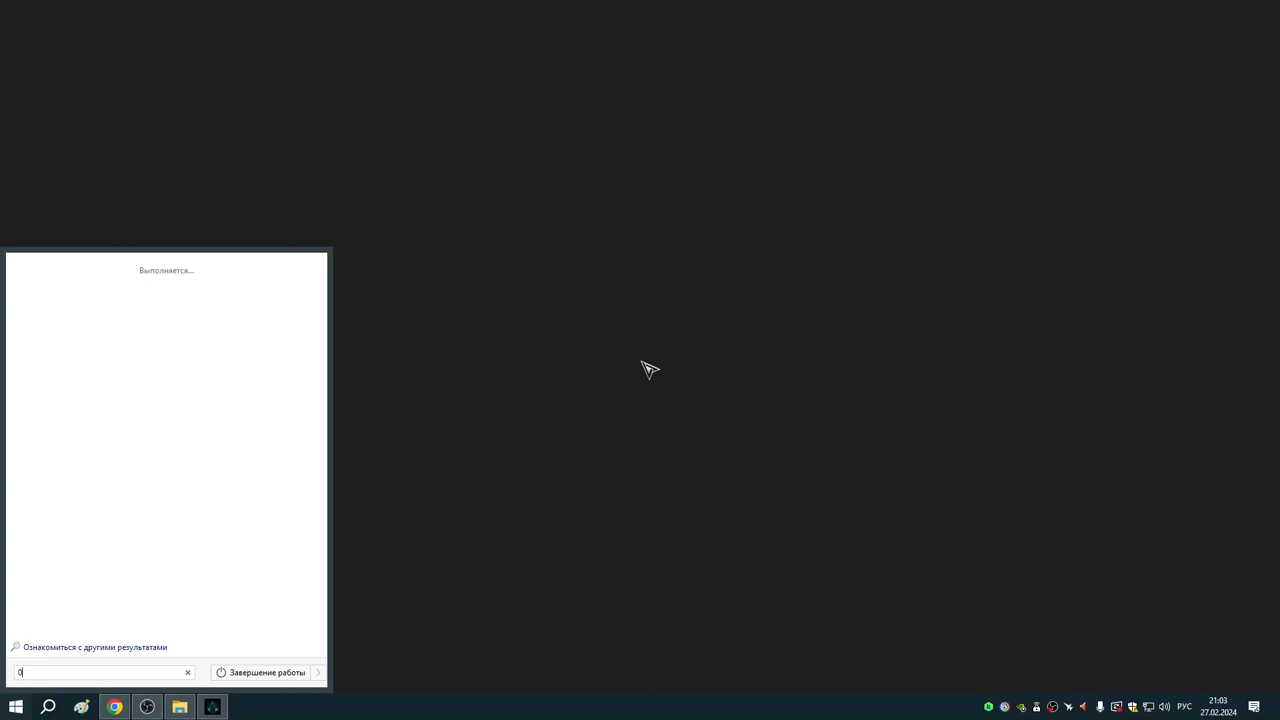 Выполняется...
Ознакомиться с другими результатами
0
Завершение работы
РУС
21:03
27.02.2024